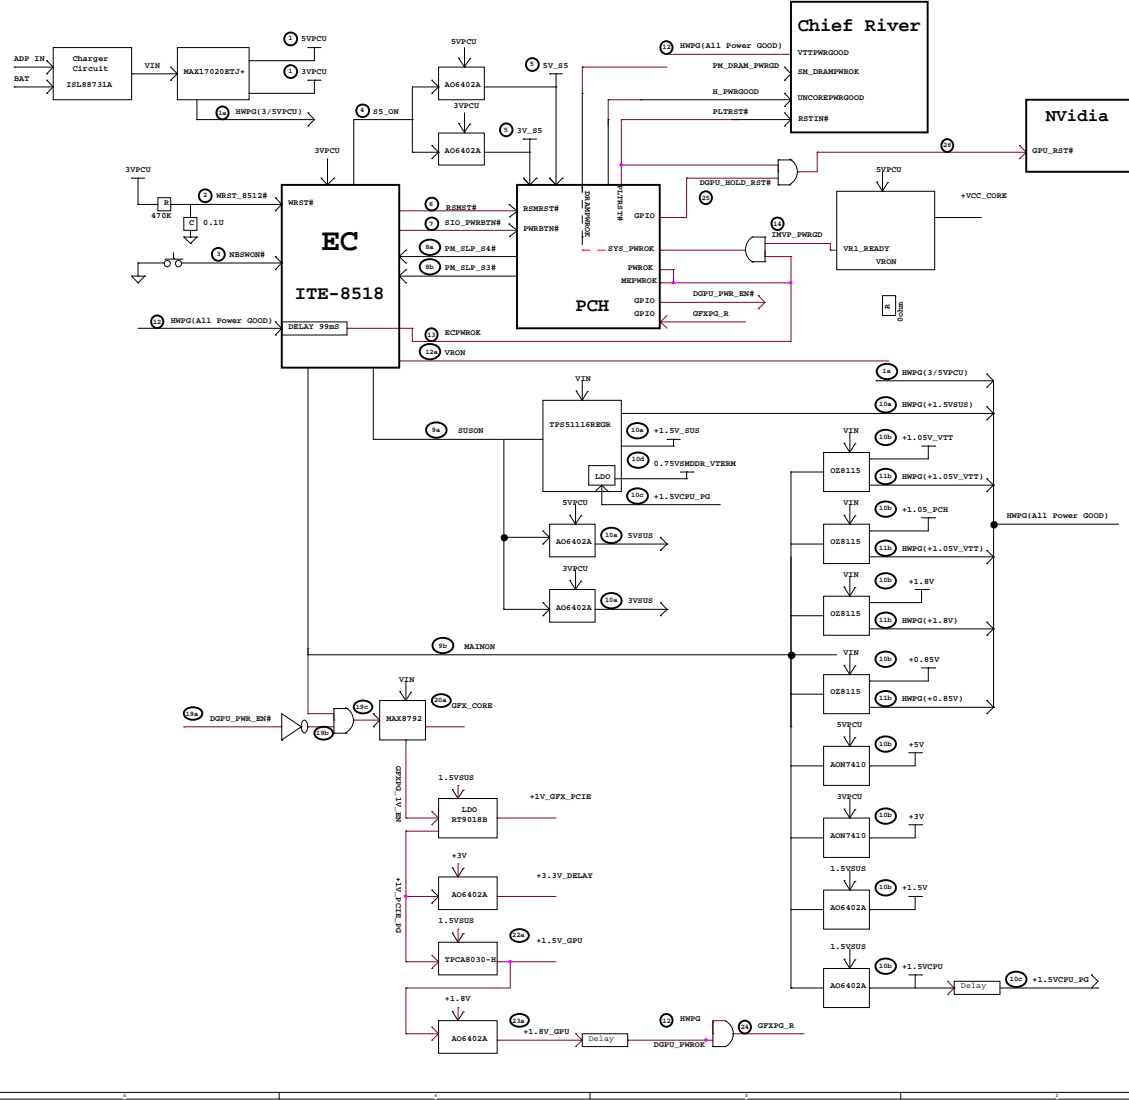 Chief River
VTTPWRGOOD
SM_DRAMPWROK
UNCOREPWRGOOD
RSTIN#
12 HWPG(All Power GOOD)
PM_DRAM_PWRGD
H_PWRGOOD
PLTRST#
NVidia
GPU_RST#
26
ADP IN
BAT
Charger
Circuit
ISL88731A
VIN
MAX17020ETJ+
1 5VPCU
1 3VPCU
1a HWPG(3/5VPCU)
4 S5_ON
5VPCU
AO6402A
3VPCU
AO6402A
5 5V_S5
5 3V_S5
3VPCU
3VPCU
R
470K
C 0.1U
2 WRST_8512#
3 NBSWON#
12 HWPG(All Power GOOD)
WRST#
EC
ITE-8518
DELAY 99mS
6 RSMST#
7 SIO_PWRBTN#
8a PM_SLP_S4#
8b PM_SLP_S3#
13 ECPWROK
12a VRON
RSMRST#
PWRBTN#
DRAMPWROK
PLTRST#
GPIO
SYS_PWROK
PWROK
MEPWROK
GPIO
GPIO
PCH
DGPU_HOLD_RST#
25
DGPU_PWR_EN#
GFXPG_R
14
IMVP_PWRGD
5VPCU
VR1_READY
VRON
+VCC_CORE
R
0ohm
1a HWPG(3/5VPCU)
10a HWPG(+1.5VSUS)
9a SUSON
VIN
TPS51116REGR
LDO
10a +1.5V_SUS
10d 0.75VSMDDR_VTERM
10c +1.5VCPU_PG
5VPCU
AO6402A
10a 5VSUS
3VPCU
AO6402A
10a 3VSUS
VIN
OZ8115
10b +1.05V_VTT
11b HWPG(+1.05V_VTT)
VIN
OZ8115
10b +1.05_PCH
11b HWPG(+1.05V_VTT)
HWPG(All Power GOOD)
VIN
OZ8115
10b +1.8V
11b HWPG(+1.8V)
9b MAINON
VIN
OZ8115
10b +0.85V
11b HWPG(+0.85V)
5VPCU
AON7410
10b +5V
3VPCU
AON7410
10b +3V
1.5VSUS
AO6402A
10b +1.5V
1.5VSUS
AO6402A
10b +1.5VCPU
Delay
10c +1.5VCPU_PG
19a DGPU_PWR_EN#
19b
19c
VIN
MAX8792
20a GFX_CORE
GFXPG_1V_EN
1.5VSUS
LDO
RT9018B
+1V_GFX_PCIE
+1V_PCIE_PG
+3V
AO6402A
+3.3V_DELAY
1.5VSUS
TPCA8030-H
22a +1.5V_GPU
+1.8V
AO6402A
23a +1.8V_GPU
Delay
12 HWPG
DGPU_PWROK
24 GFXPG_R
5
4
3
2